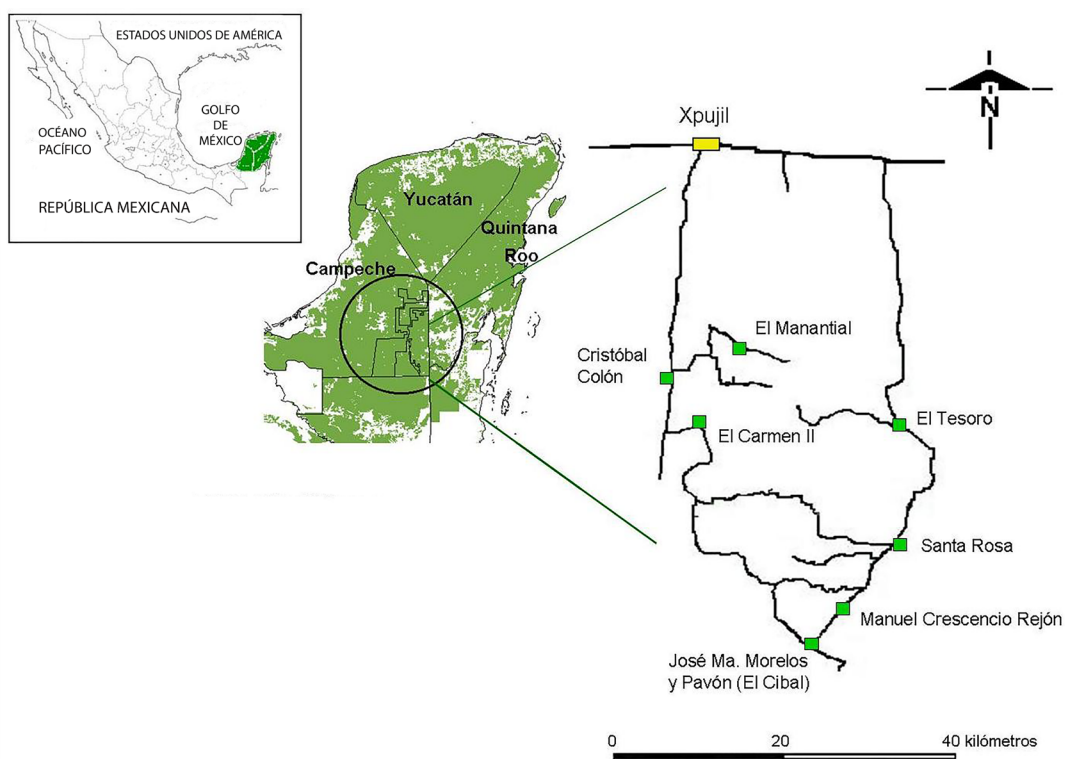 ESTADOS UNIDOS DE AMÉRICA
GOLFO
DE
MÉXICO
OCÉANO
PACÍFICO
REPÚBLICA MEXICANA
Yucatán
Quintana
Roo
Campeche
N
Xpujil
El Manantial
Cristóbal
Colón
El Tesoro
El Carmen II
Santa Rosa
Manuel Crescencio Rejón
José Ma. Morelos
y Pavón (El Cibal)
0 20 40 kilómetros